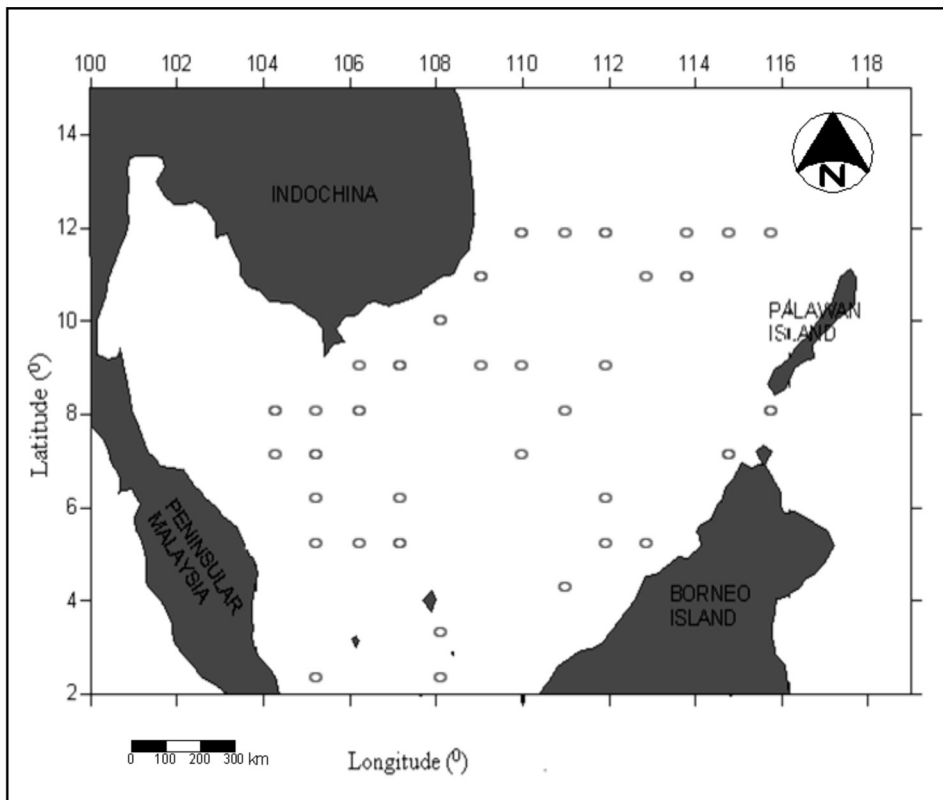 100 102 104 106 108 110 112 114 116 118
14
INDOCHINA
N
12
10
PALAWAN
ISLAND
8
Latitude (⁰)
6
PENINSULAR
MALAYSIA
4
BORNEO
ISLAND
2
0 100 200 300 km
Longitude (⁰)